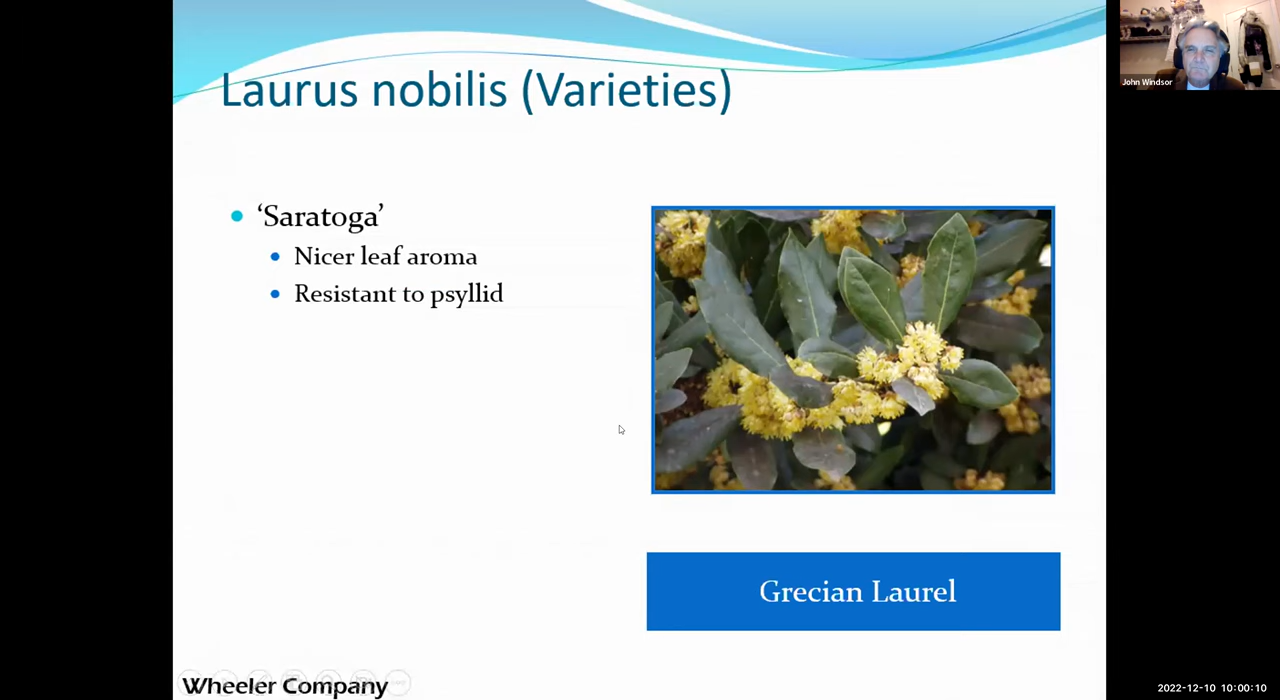 Laurus nobilis (Varieties)
‘Saratoga’
Nicer leaf aroma
Resistant to psyllid
Grecian Laurel
Wheeler Company
John Windsor
2022-12-10 10:00:10